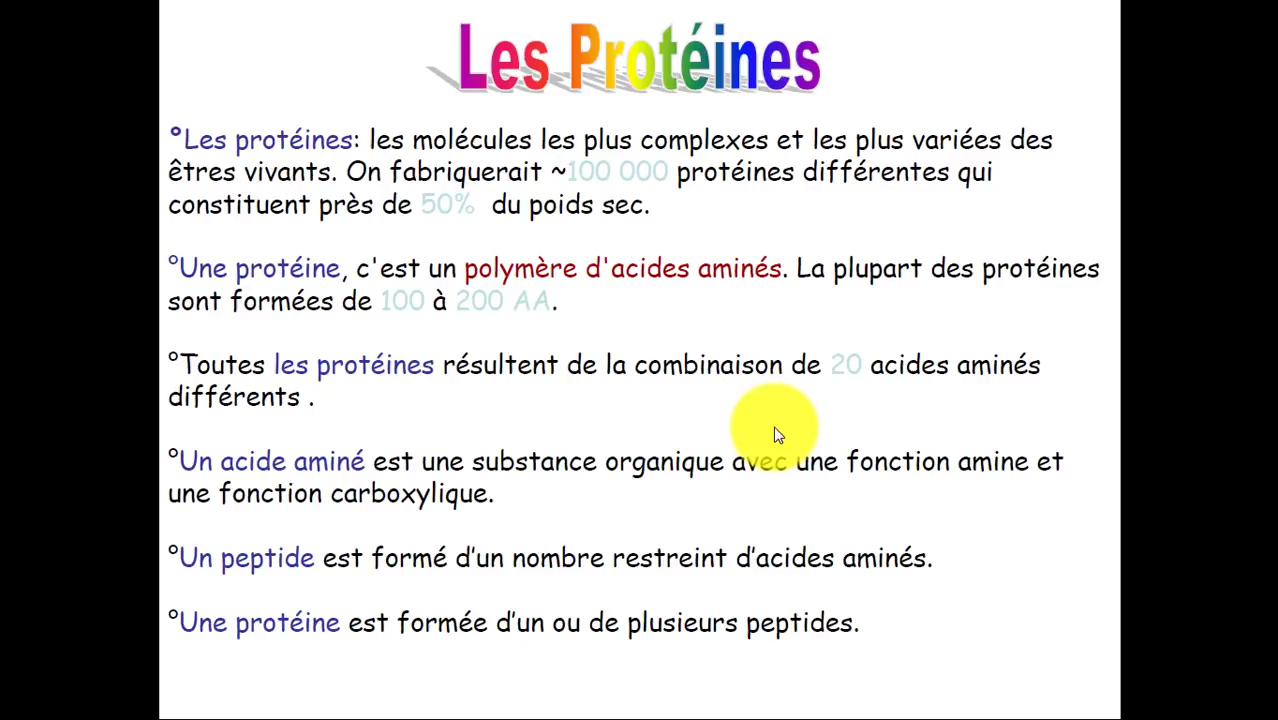 Les Protéines
°Les protéines: les molécules les plus complexes et les plus variées des
êtres vivants. On fabriquerait ~100 000 protéines différentes qui
constituent près de 50% du poids sec.
°Une protéine, c'est un polymère d'acides aminés. La plupart des protéines
sont formées de 100 à 200 AA.
°Toutes les protéines résultent de la combinaison de 20 acides aminés
différents .
°Un acide aminé est une substance organique avec une fonction amine et
une fonction carboxylique.
°Un peptide est formé d’un nombre restreint d’acides aminés.
°Une protéine est formée d’un ou de plusieurs peptides.